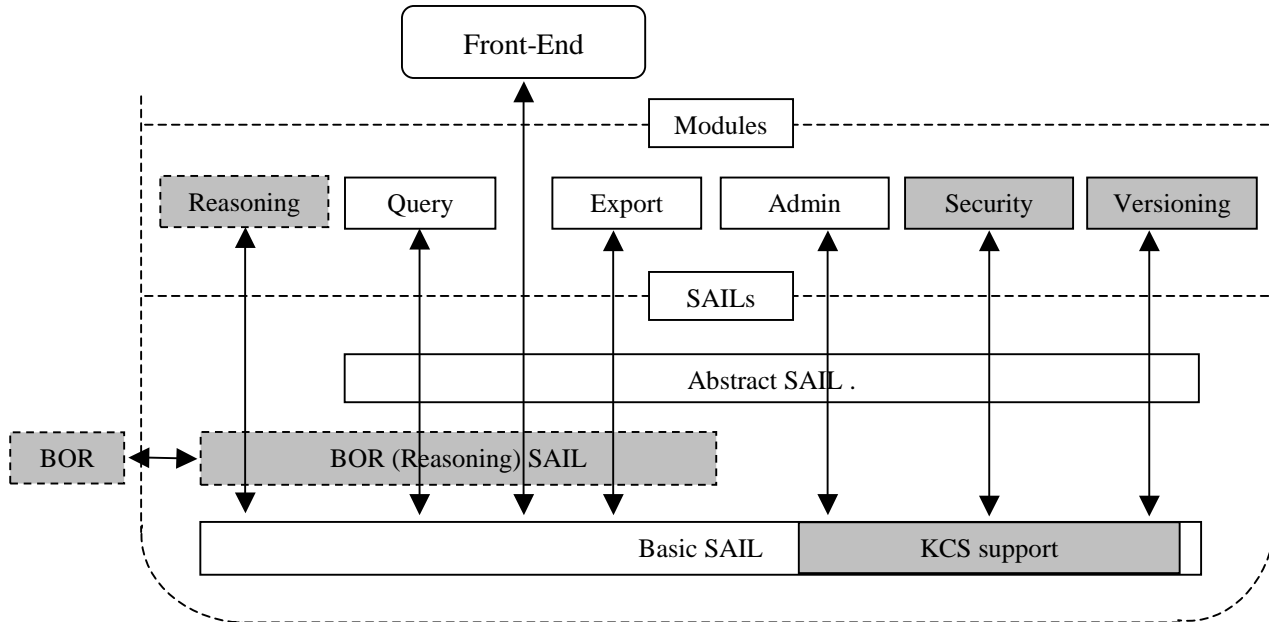 Front-End
Modules
Reasoning
Query
Export
Admin
Security
Versioning
SAILs
Abstract SAIL .
BOR
BOR (Reasoning) SAIL
Basic SAIL
KCS support